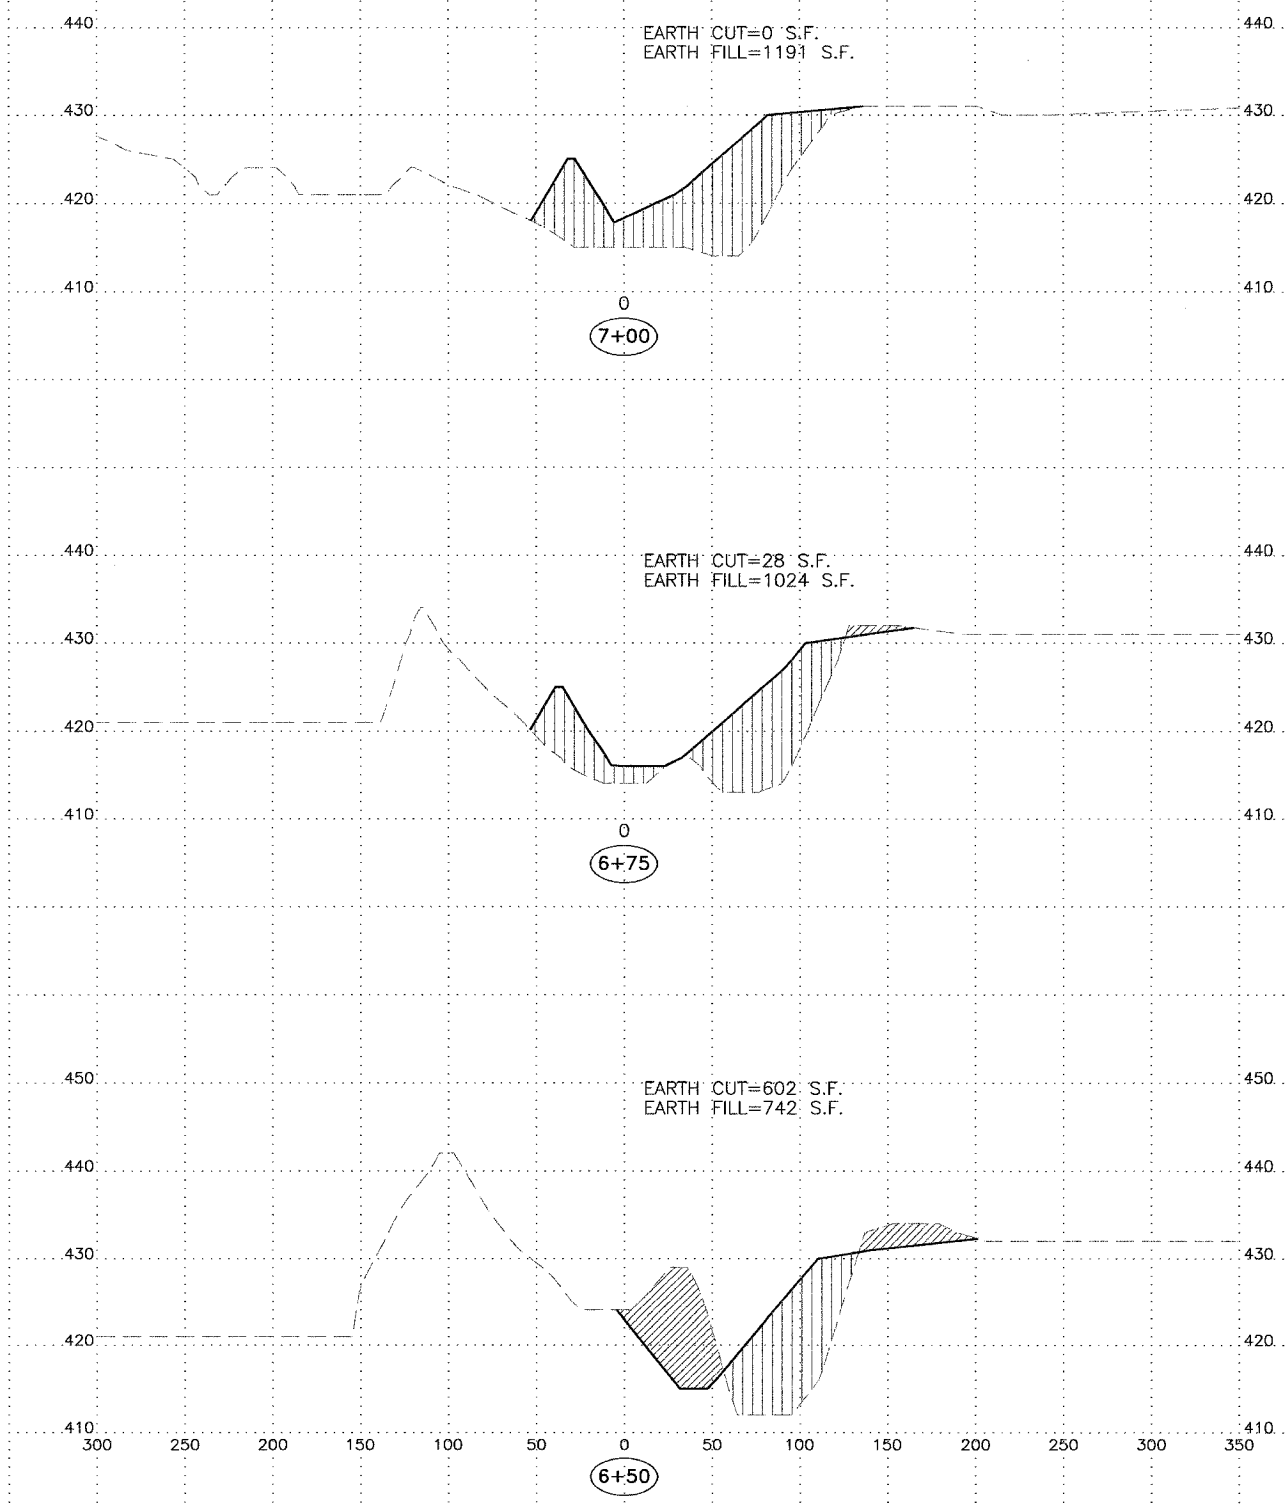 440 440
EARTH CUT=0 S.F.
EARTH FILL=1191 S.F.
430 430
420 420
410 410
0
7+00
440 440
EARTH CUT=28 S.F.
EARTH FILL=1024 S.F.
430 430
420 420
410 410
0
6+75
450 450
EARTH CUT=602 S.F.
EARTH FILL=742 S.F.
440 440
430 430
420 420
410 410
300 250 200 150 100 50 0 50 100 150 200 250 300 350
6+50